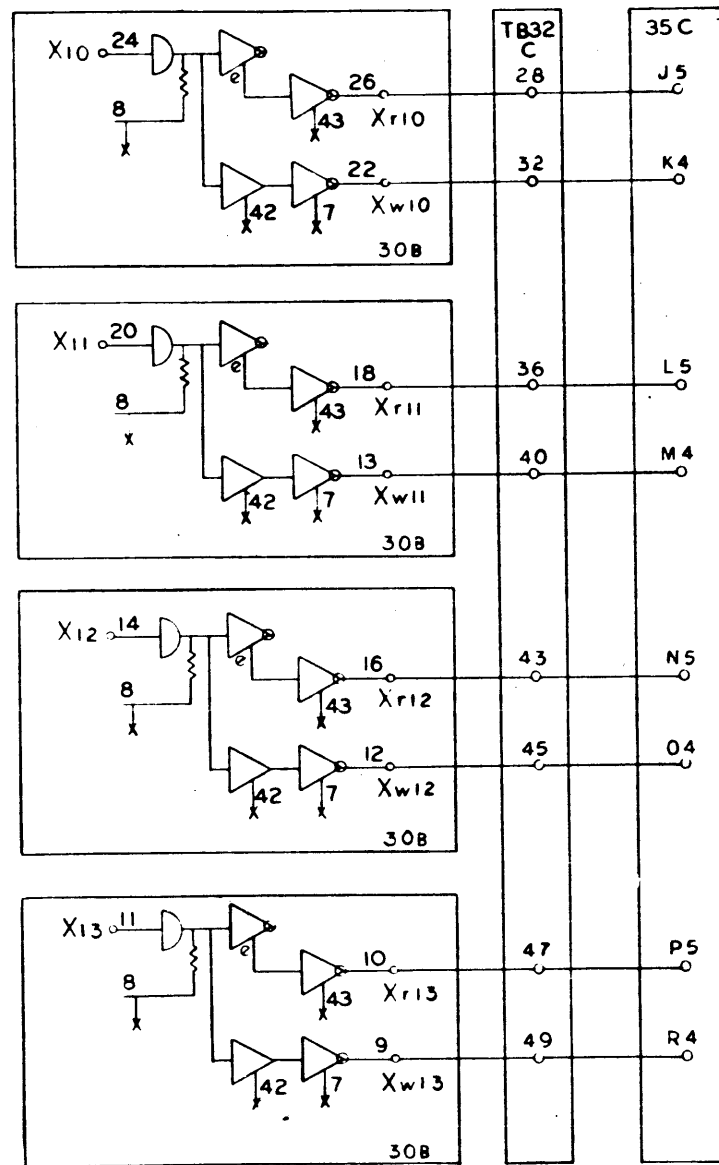 TB32 35C
C
X10 24 e 26 28 J5
8 43 Xr10
22 32 K4
42 7 Xw10
30B
X11 20 e 18 36 L5
8 43 Xr11
13 40 M4
42 7 Xw11
30B
X12 14 e 16 43 N5
8 43 Xr12
12 45 O4
42 7 Xw12
30B
X13 11 e 10 47 P5
8 43 Xr13
9 49 R4
42 7 Xw13
30B